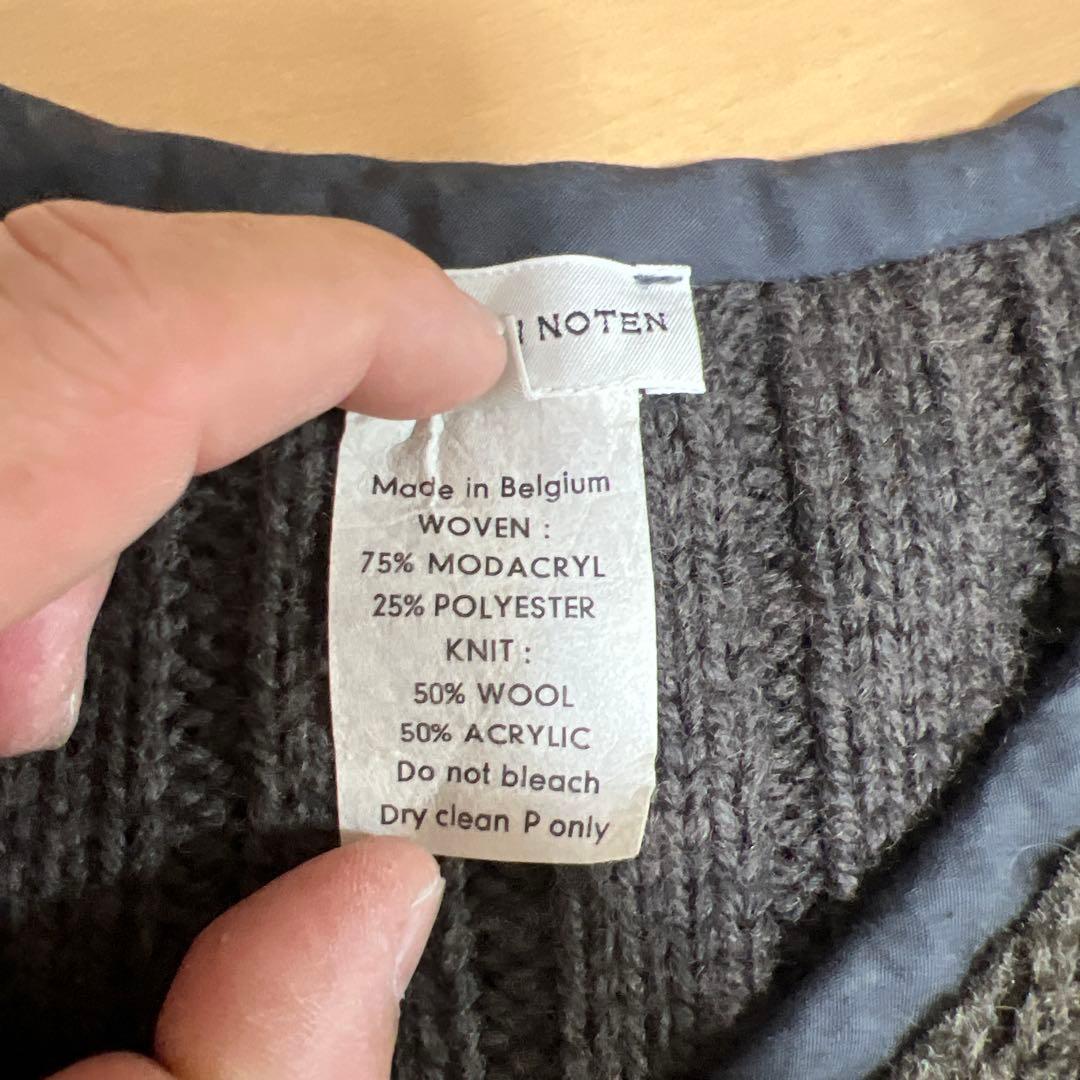 NOTEN
Made in Belgium
WOVEN :
75% MODACRYL
25% POLYESTER
KNIT :
50% WOOL
50% ACRYLIC
Do not bleach
Dry clean P only